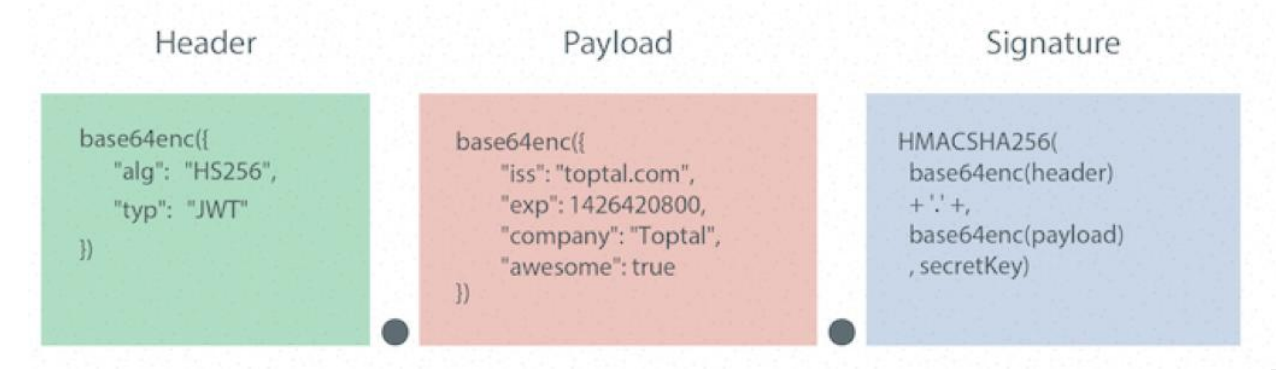 Header
base64enc({
"alg": "HS256",
"typ": "JWT"
})
Payload
base64enc({
"iss": "toptal.com",
"exp": 1426420800,
"company": "Toptal",
"awesome": true
})
Signature
HMACSHA256(
base64enc(header)
+ '.' +,
base64enc(payload)
, secretKey)